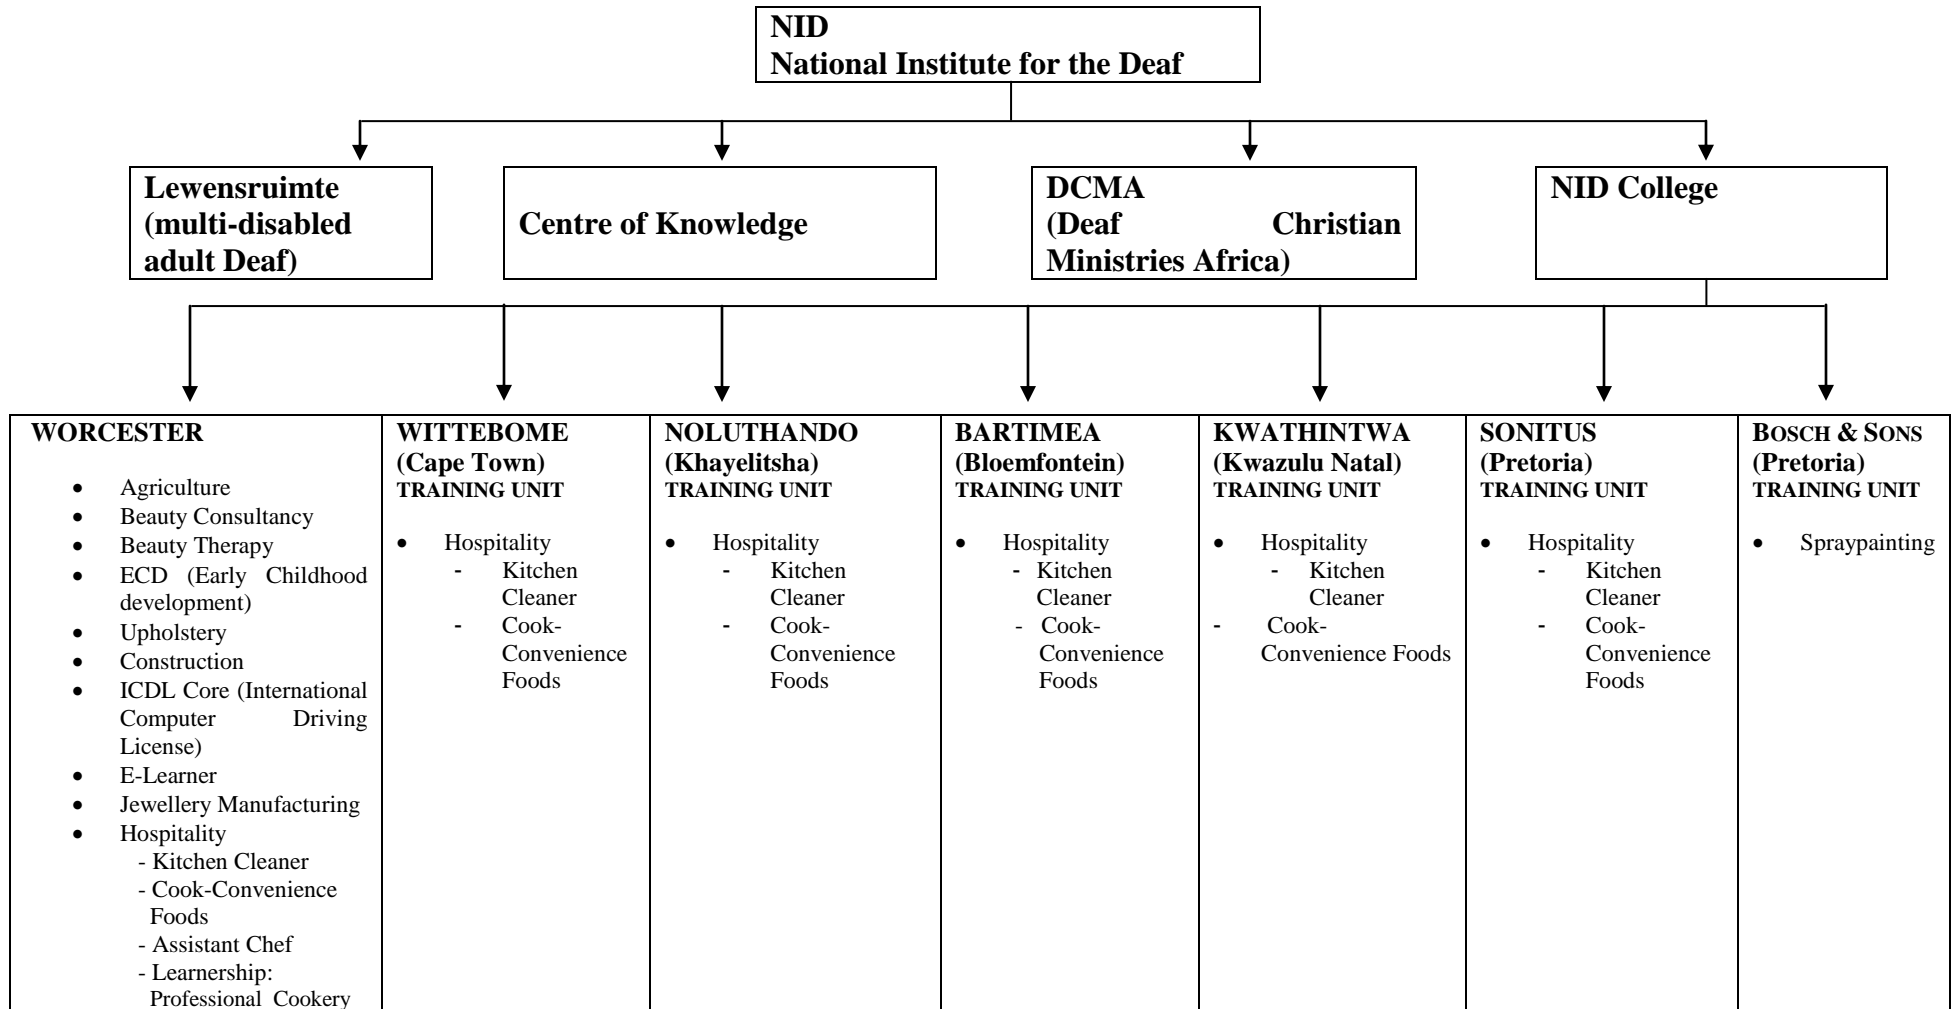 NID
National Institute for the Deaf
Lewensruimte
(multi-disabled
adult Deaf)
Centre of Knowledge
DCMA
(Deaf Christian
Ministries Africa)
NID College
WORCESTER
• Agriculture
• Beauty Consultancy
• Beauty Therapy
• ECD (Early Childhood
development)
• Upholstery
• Construction
• ICDL Core (International
Computer Driving
License)
• E-Learner
• Jewellery Manufacturing
• Hospitality
- Kitchen Cleaner
- Cook-Convenience
Foods
- Assistant Chef
- Learnership:
Professional Cookery
WITTEBOME
(Cape Town)
TRAINING UNIT
• Hospitality
- Kitchen
Cleaner
- Cook-
Convenience
Foods
NOLUTHANDO
(Khayelitsha)
TRAINING UNIT
• Hospitality
- Kitchen
Cleaner
- Cook-
Convenience
Foods
BARTIMEA
(Bloemfontein)
TRAINING UNIT
• Hospitality
- Kitchen
Cleaner
- Cook-
Convenience
Foods
KWATHINTWA
(Kwazulu Natal)
TRAINING UNIT
• Hospitality
- Kitchen
Cleaner
- Cook-
Convenience Foods
SONITUS
(Pretoria)
TRAINING UNIT
• Hospitality
- Kitchen
Cleaner
- Cook-
Convenience
Foods
BOSCH & SONS
(Pretoria)
TRAINING UNIT
• Spraypainting